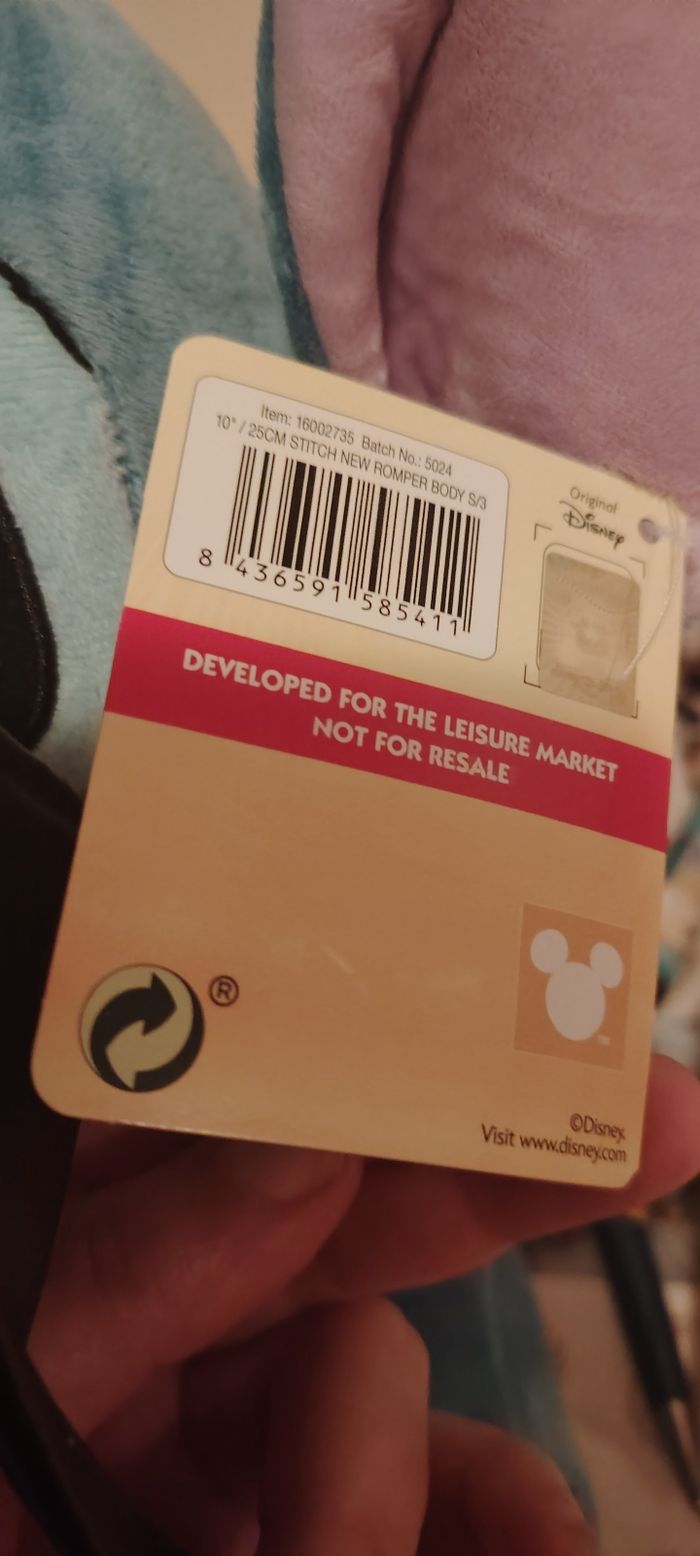 Item: 16002735 Batch No.: 5024
10" / 25CM STITCH NEW ROMPER BODY S/3
8 436591 585411
Original
Disney
DEVELOPED FOR THE LEISURE MARKET
NOT FOR RESALE
®
TM
©Disney.
Visit www.disney.com